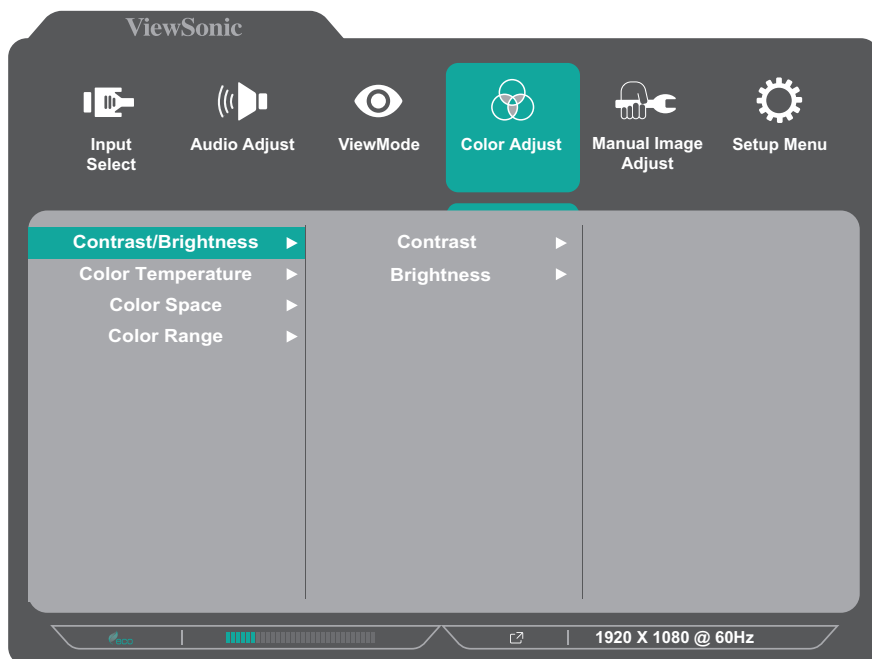 ViewSonic
Input
Select
Audio Adjust
ViewMode
Color Adjust
Manual Image
Adjust
Setup Menu
Contrast/Brightness
Color Temperature
Color Space
Color Range
Contrast
Brightness
eco
1920 X 1080 @ 60Hz